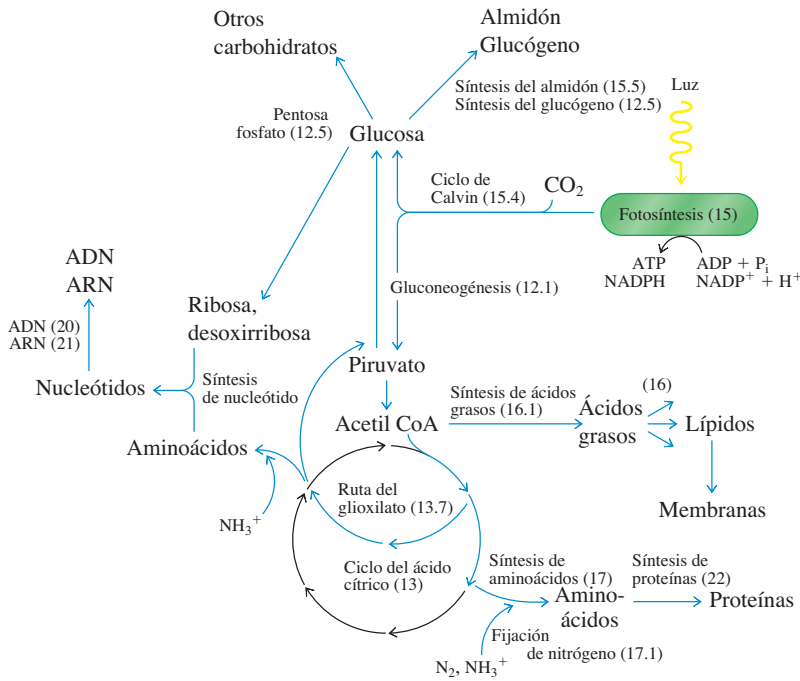 Otros
carbohidratos
Almidón
Glucógeno
Síntesis del almidón (15.5)
Síntesis del glucógeno (12.5)
Luz
Pentosa
fosfato (12.5)
Glucosa
Ciclo de
Calvin (15.4)
CO₂
Fotosíntesis (15)
ATP
NADPH
ADP + Pᵢ
NADP⁺ + H⁺
ADN
ARN
Gluconeogénesis (12.1)
Ribosa,
desoxirribosa
ADN (20)
ARN (21)
Piruvato
Nucleótidos
Síntesis
de nucleótido
Síntesis de ácidos
grasos (16.1)
(16)
Acetil CoA
Ácidos
grasos
Lípidos
Aminoácidos
Ruta del
glioxilato (13.7)
NH₃⁺
Membranas
Ciclo del ácido
cítrico (13)
Síntesis de
aminoácidos (17)
Síntesis de
proteínas (22)
Amino-
ácidos
Proteínas
Fijación
de nitrógeno (17.1)
N₂, NH₃⁺